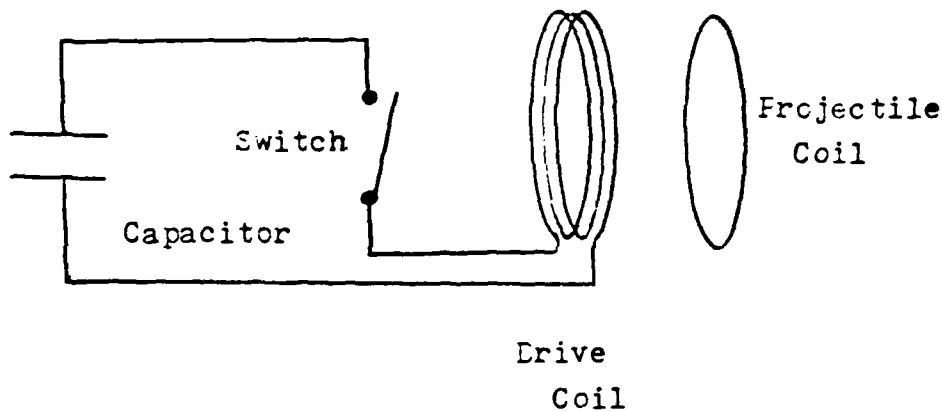 Switch
Projectile
Coil
Capacitor
Drive
Coil